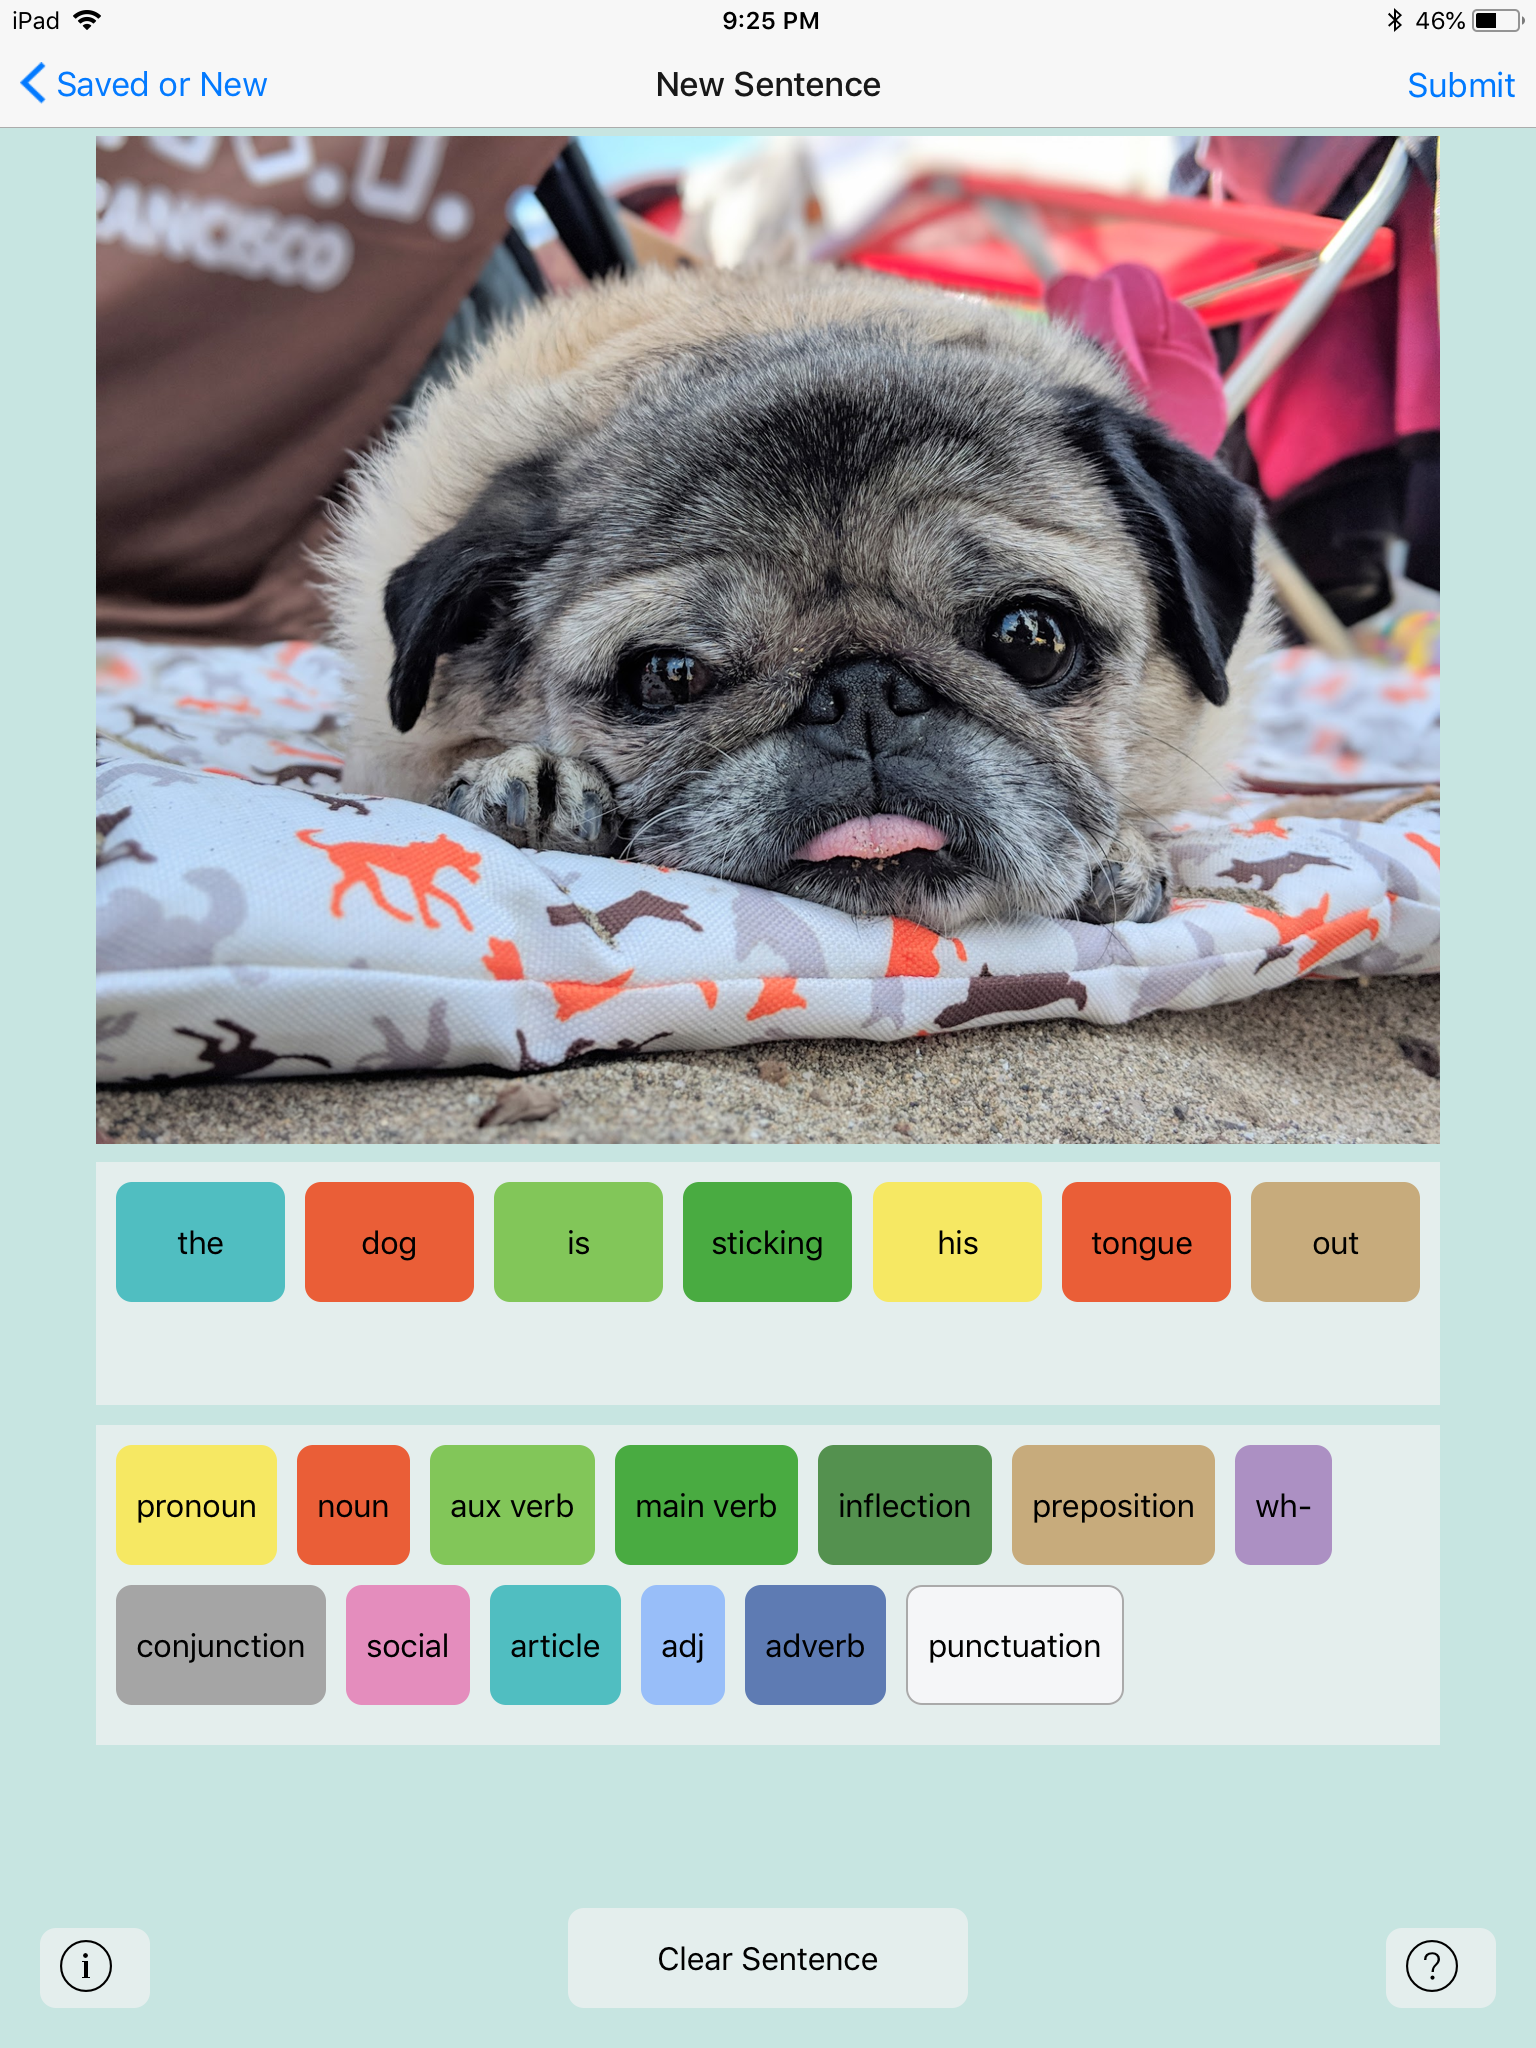 iPad 9:25 PM 46%
Saved or New New Sentence Submit
FRANCISCO
the dog is sticking his tongue out
pronoun noun aux verb main verb inflection preposition wh-
conjunction social article adj adverb punctuation
i Clear Sentence ?